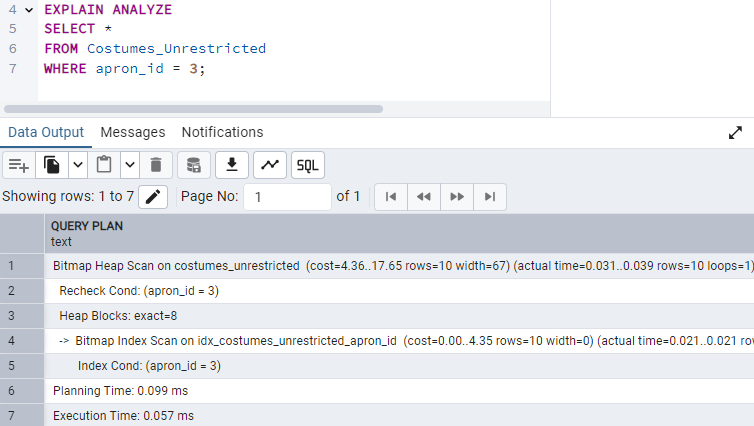 4 EXPLAIN ANALYZE
5 SELECT *
6 FROM Costumes_Unrestricted
7 WHERE apron_id = 3;
Data Output Messages Notifications
SQL
Showing rows: 1 to 7 Page No: 1 of 1
QUERY PLAN
text
1 Bitmap Heap Scan on costumes_unrestricted (cost=4.36..17.65 rows=10 width=67) (actual time=0.031..0.039 rows=10 loops=1)
2 Recheck Cond: (apron_id = 3)
3 Heap Blocks: exact=8
4 -> Bitmap Index Scan on idx_costumes_unrestricted_apron_id (cost=0.00..4.35 rows=10 width=0) (actual time=0.021..0.021
5 Index Cond: (apron_id = 3)
6 Planning Time: 0.099 ms
7 Execution Time: 0.057 ms